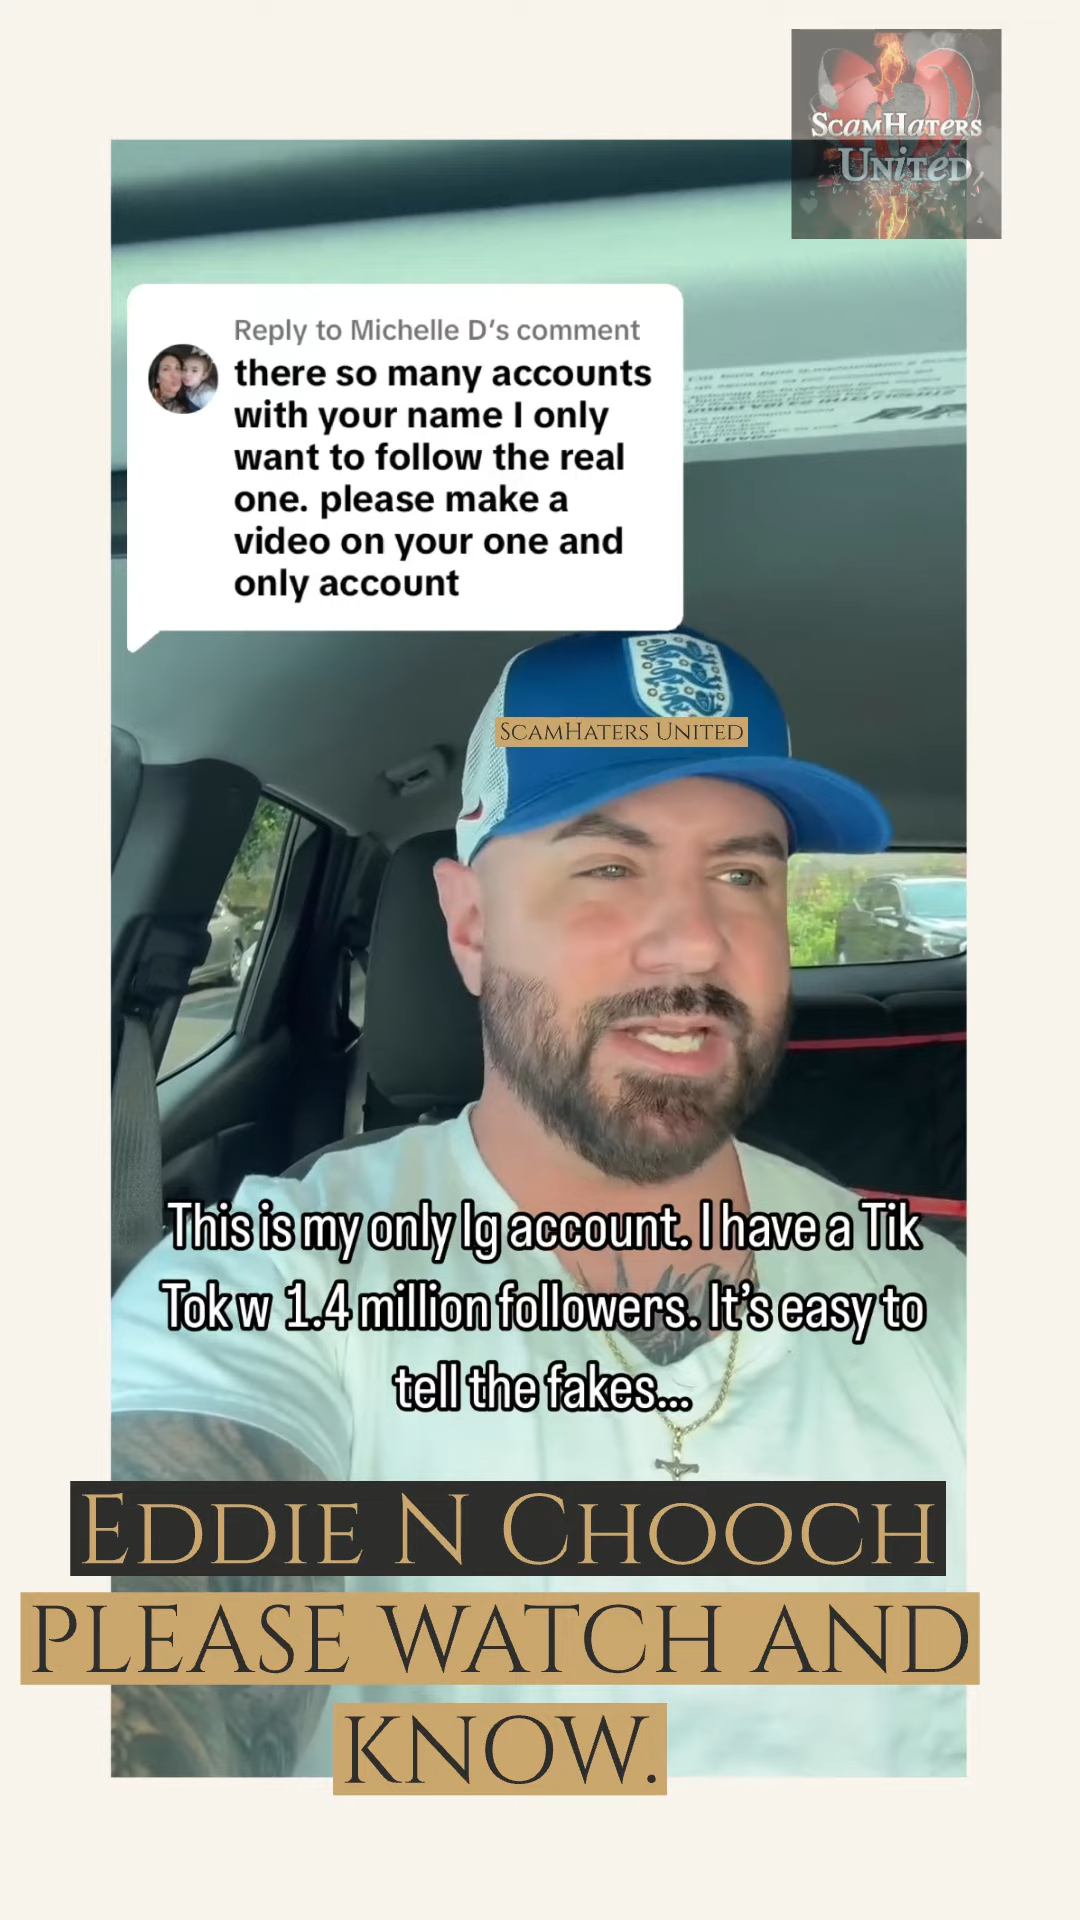 ScamHaters
United
Reply to Michelle D's comment
there so many accounts
with your name I only
want to follow the real
one. please make a
video on your one and
only account
ScamHaters United
This is my only Ig account. I have a Tik
Tok w 1.4 million followers. It's easy to
tell the fakes...
Eddie N Chooch
please watch and
know.